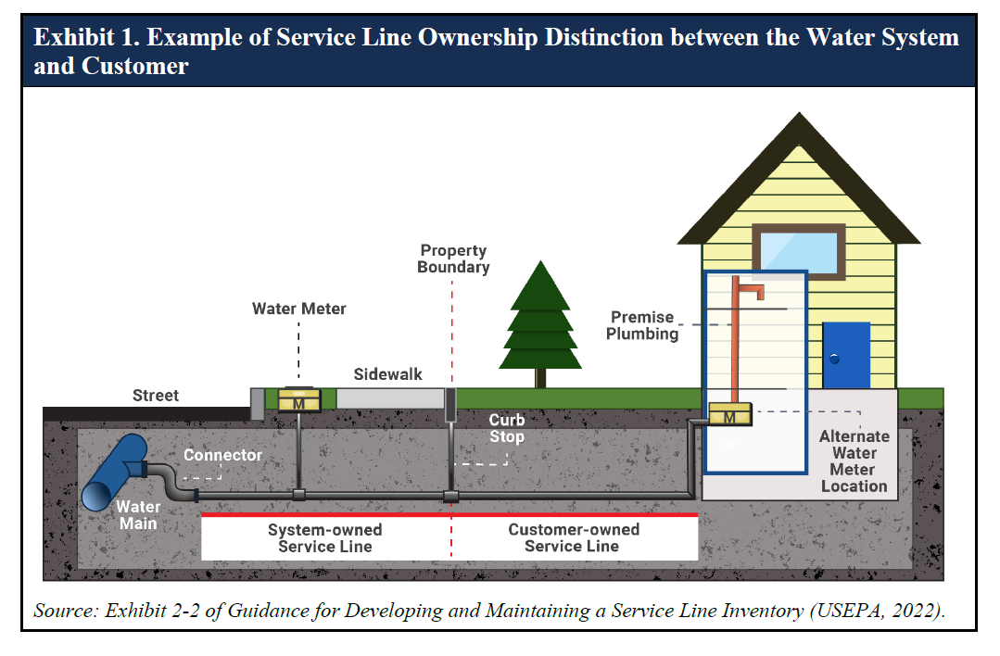 Exhibit 1. Example of Service Line Ownership Distinction between the Water System
and Customer
Property
Boundary
Water Meter
Premise
Plumbing
Sidewalk
Street
M
Curb
Stop
M
Connector
Alternate
Water
Meter
Location
Water
Main
System-owned
Service Line
Customer-owned
Service Line
Source: Exhibit 2-2 of Guidance for Developing and Maintaining a Service Line Inventory (USEPA, 2022).